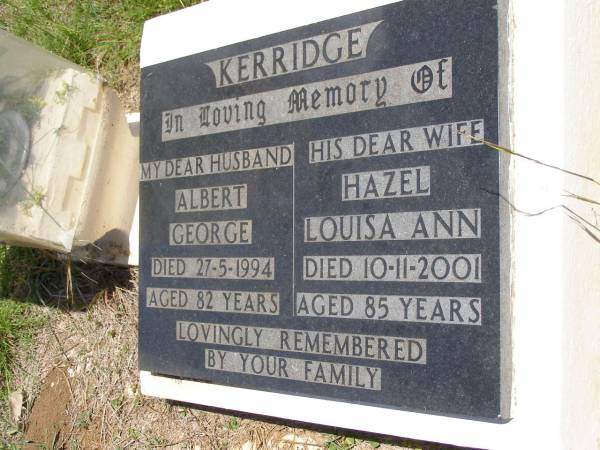 KERRIDGE
In Loving Memory Of
MY DEAR HUSBAND
ALBERT
GEORGE
DIED 27-5-1994
AGED 82 YEARS
HIS DEAR WIFE
HAZEL
LOUISA ANN
DIED 10-11-2001
AGED 85 YEARS
LOVINGLY REMEMBERED
BY YOUR FAMILY